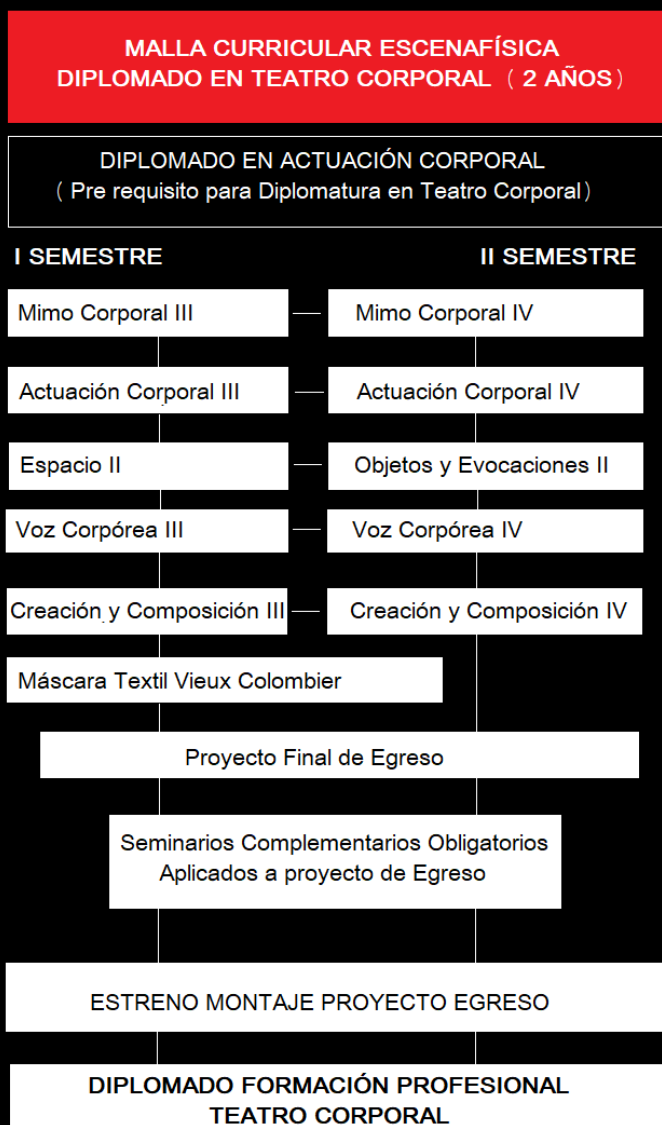 MALLA CURRICULAR ESCENAFÍSICA
DIPLOMADO EN TEATRO CORPORAL ( 2 AÑOS )
DIPLOMADO EN ACTUACIÓN CORPORAL
( Pre requisito para Diplomatura en Teatro Corporal)
I SEMESTRE
II SEMESTRE
Mimo Corporal III
Mimo Corporal IV
Actuación Corporal III
Actuación Corporal IV
Espacio II
Objetos y Evocaciones II
Voz Corpórea III
Voz Corpórea IV
Creación y Composición III
Creación y Composición IV
Máscara Textil Vieux Colombier
Proyecto Final de Egreso
Seminarios Complementarios Obligatorios
Aplicados a proyecto de Egreso
ESTRENO MONTAJE PROYECTO EGRESO
DIPLOMADO FORMACIÓN PROFESIONAL
TEATRO CORPORAL